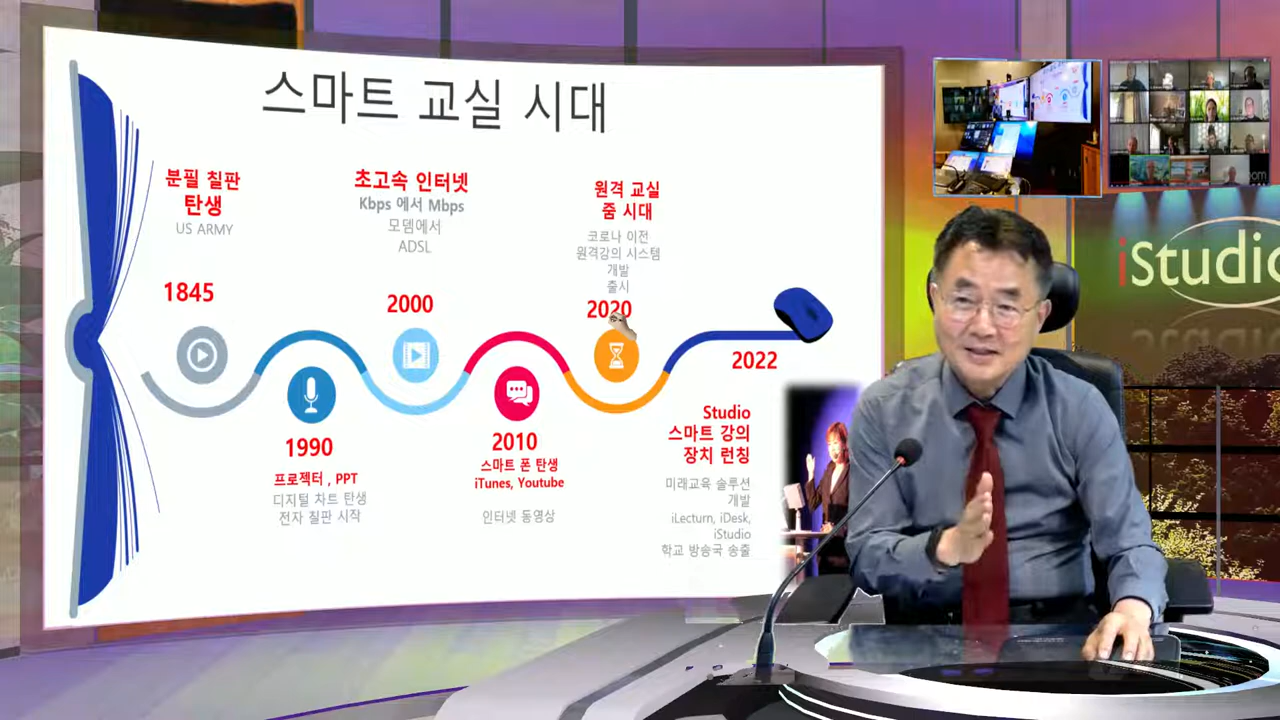 스마트 교실 시대
분필 칠판
탄생
US ARMY
1845
초고속 인터넷
Kbps 에서 Mbps
모뎀에서
ADSL
2000
원격 교실
줌 시대
코로나 이전
원격강의 시스템
개발
출시
2020
1990
프로젝터 , PPT
디지털 차트 탄생
전자 칠판 시작
2010
스마트 폰 탄생
iTunes, Youtube
인터넷 동영상
2022
Studio
스마트 강의
장치 런칭
미래교육 솔루션
개발
iLecturn, iDesk,
iStudio
학교 방송국 송출
iStudio